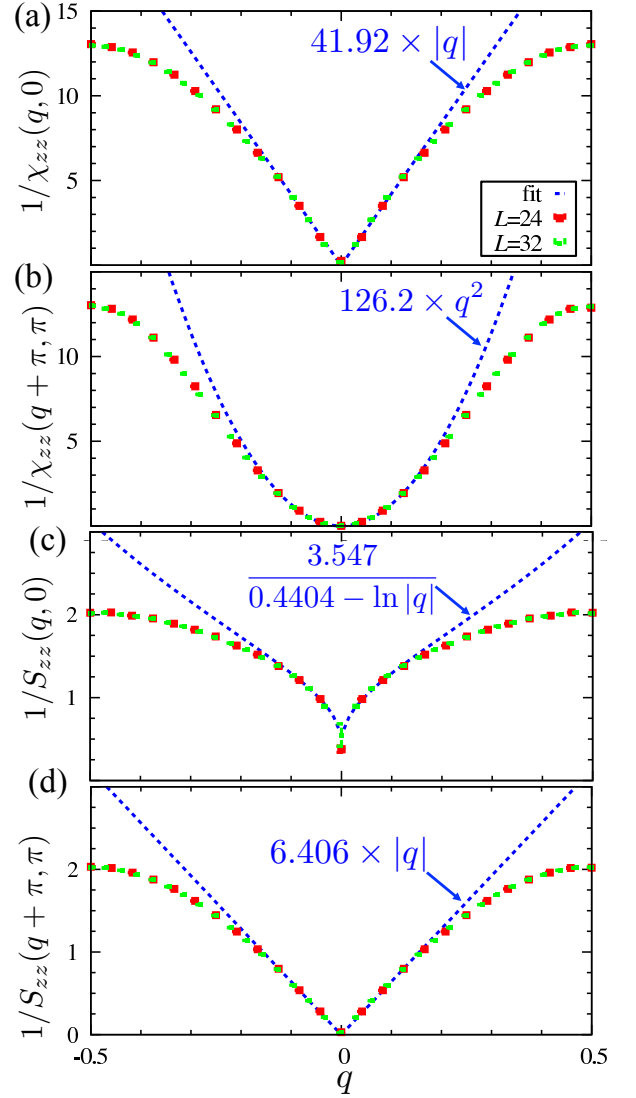 (a)
15
10
5
1/χzz(q, 0)
41.92 × |q|
fit
L=24
L=32
(b)
10
5
1/χzz(q + π, π)
126.2 × q²
(c)
2
1
1/Szz(q, 0)
3.547
0.4404 − ln |q|
(d)
2
1
0
1/Szz(q + π, π)
6.406 × |q|
-0.5 0 0.5
q